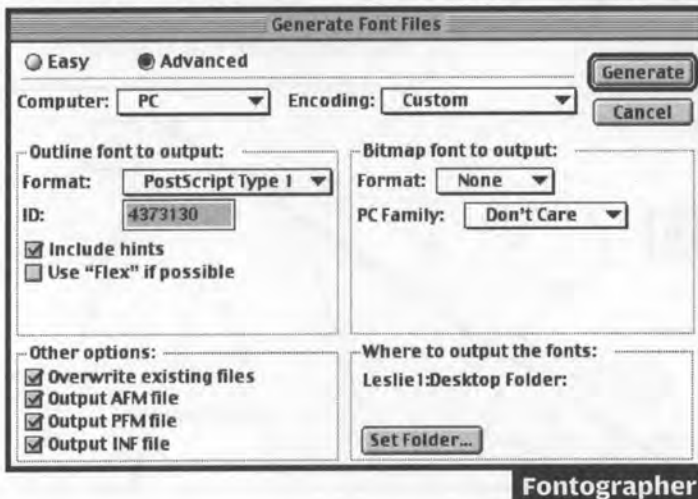 Generate Font Files
Easy Advanced
Generate
Computer: PC Encoding: Custom
Cancel
Outline font to output:
Format: PostScript Type 1
ID: 4373130
Include hints
Use "Flex" if possible
Bitmap font to output:
Format: None
PC Family: Don't Care
Other options:
Overwrite existing files
Output AFM file
Output PFM file
Output INF file
Where to output the fonts:
Leslie1:Desktop Folder:
Set Folder...
Fontographer